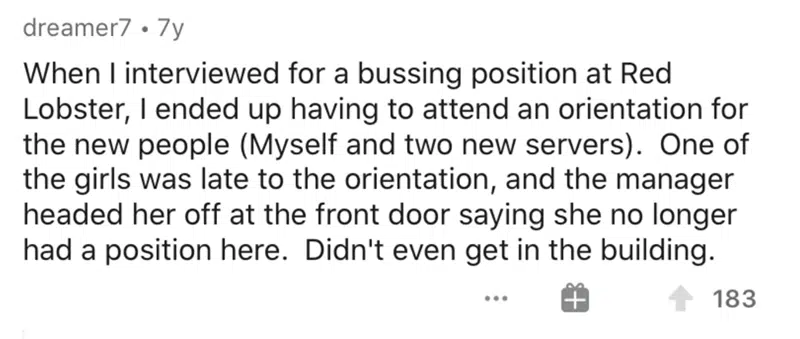 dreamer7 • 7y
When I interviewed for a bussing position at Red
Lobster, I ended up having to attend an orientation for
the new people (Myself and two new servers).  One of
the girls was late to the orientation, and the manager
headed her off at the front door saying she no longer
had a position here.  Didn't even get in the building.
183